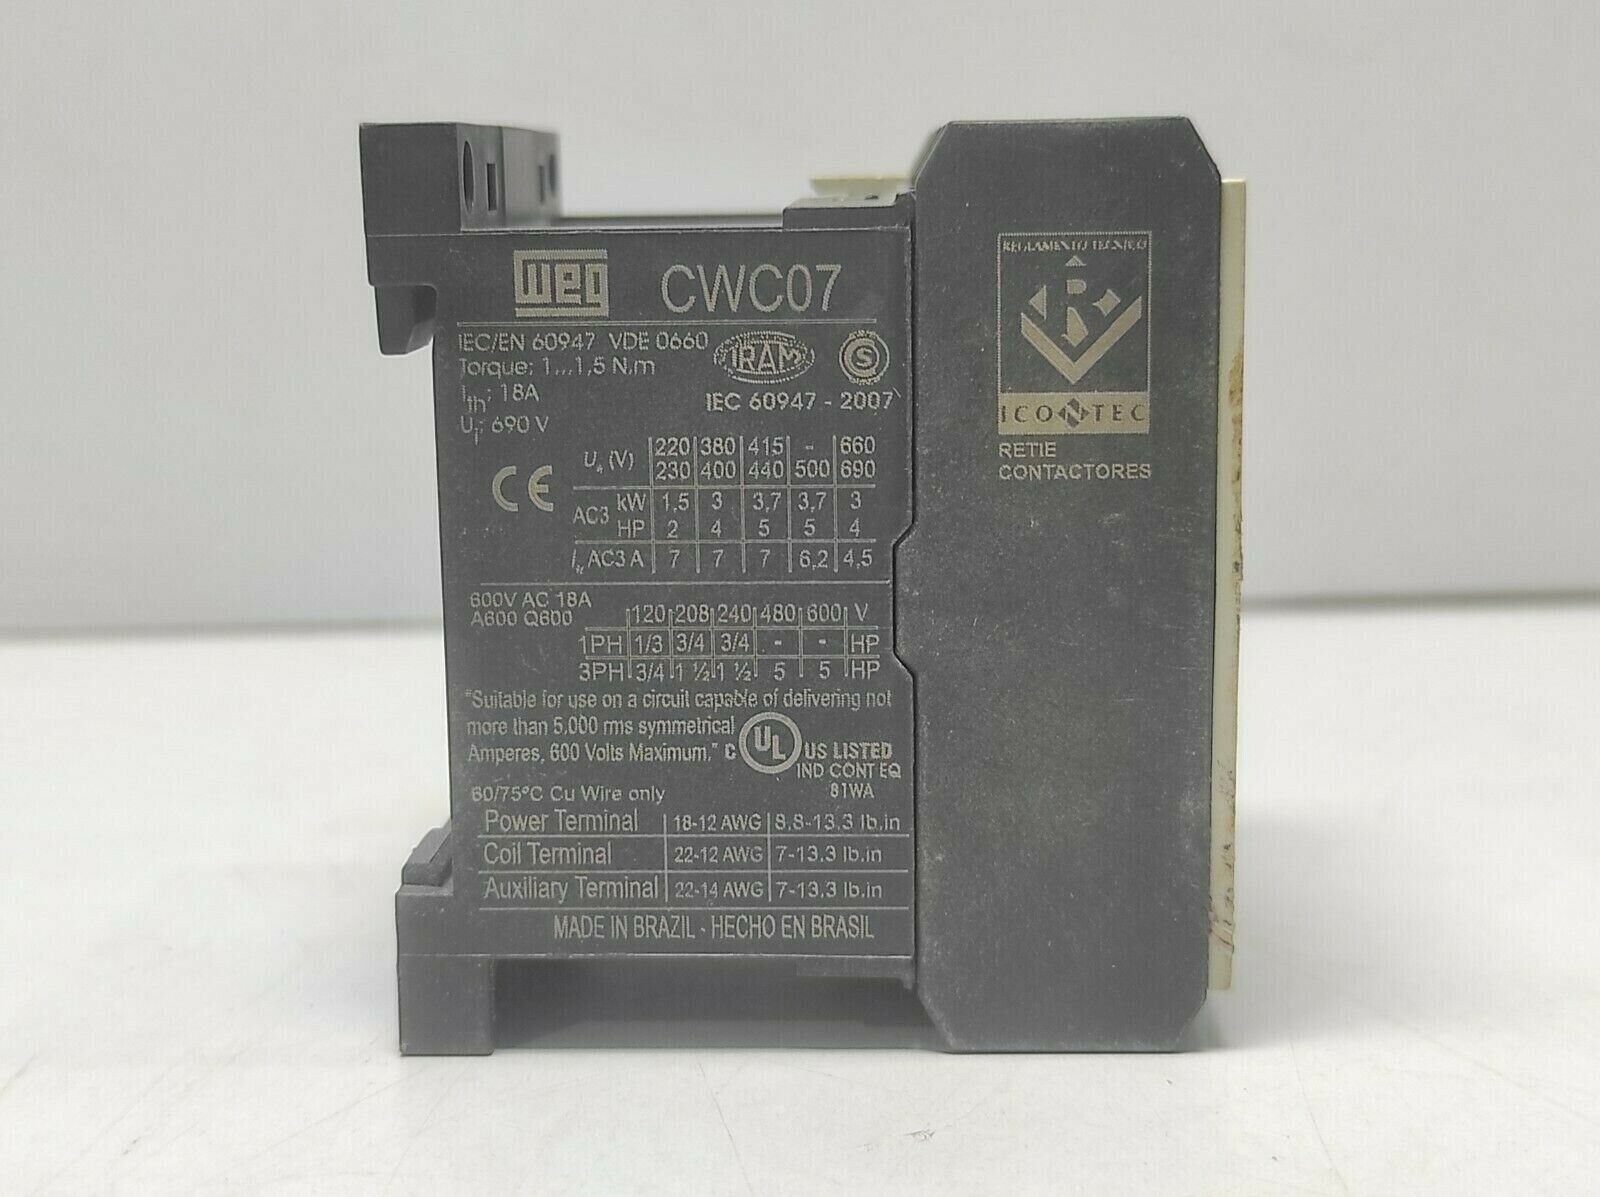 weg CWC07
IEC/EN 60947 VDE 0660
Torque: 1...1,5 N.m
Ith: 18A
Ui: 690 V
IRAM S
IEC 60947 - 2007
CE
Ue (V) 220 380 415 - 660
230 400 440 500 690
AC3 kW 1,5 3 3,7 3,7 3
HP 2 4 5 5 4
Ie AC3 A 7 7 7 6,2 4,5
600V AC 18A
A600 Q600
120 208 240 480 600 V
1PH 1/3 3/4 3/4 - - HP
3PH 3/4 1 ½ 1 ½ 5 5 HP
"Suitable for use on a circuit capable of delivering not
more than 5,000 rms symmetrical
Amperes, 600 Volts Maximum." C UL US LISTED
IND CONT EQ
81WA
60/75°C Cu Wire only
Power Terminal 18-12 AWG 8.8-13.3 lb.in
Coil Terminal 22-12 AWG 7-13.3 lb.in
Auxiliary Terminal 22-14 AWG 7-13.3 lb.in
MADE IN BRAZIL - HECHO EN BRASIL
REGLAMENTO TECNICO
R
ICONTEC
RETIE
CONTACTORES